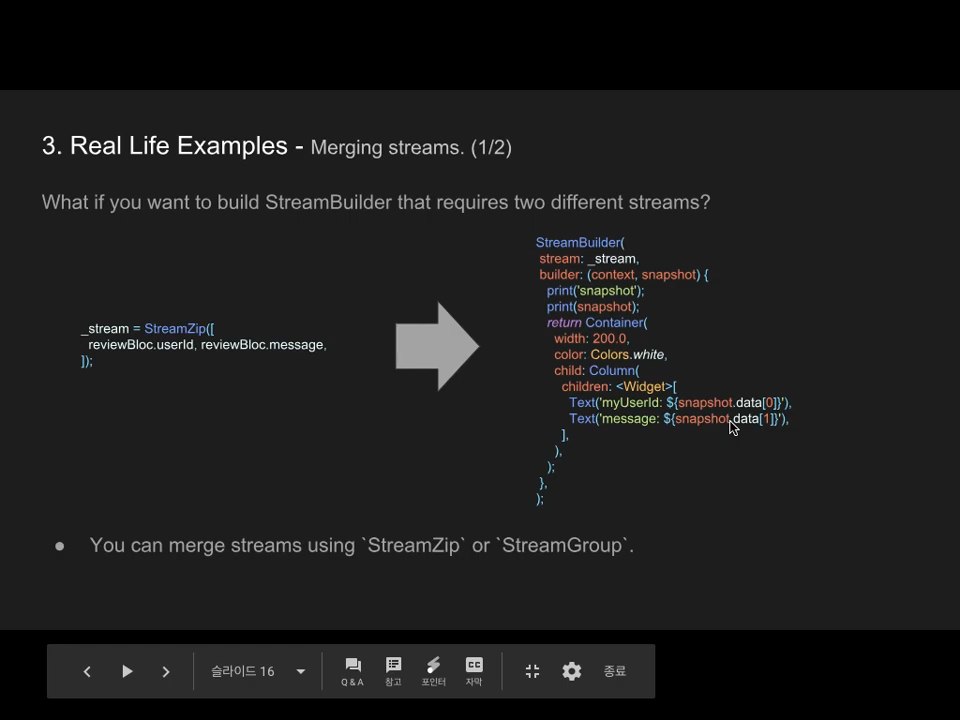 3. Real Life Examples - Merging streams. (1/2)
What if you want to build StreamBuilder that requires two different streams?
_stream = StreamZip([
reviewBloc.userId, reviewBloc.message,
]);
StreamBuilder(
stream: _stream,
builder: (context, snapshot) {
print('snapshot');
print(snapshot);
return Container(
width: 200.0,
color: Colors.white,
child: Column(
children: <Widget>[
Text('myUserId: ${snapshot.data[0]}'),
Text('message: ${snapshot.data[1]}'),
],
),
);
},
);
● You can merge streams using `StreamZip` or `StreamGroup`.
슬라이드 16
Q & A
참고
포인터
CC
자막
종료